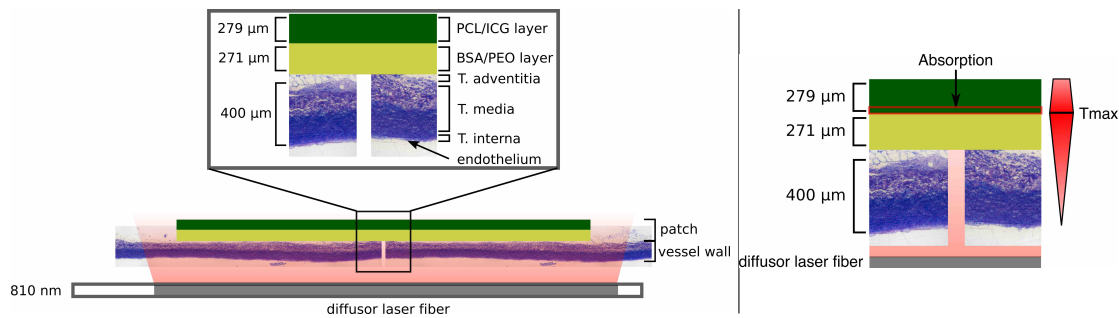 279 µm
PCL/ICG layer
271 µm
BSA/PEO layer
T. adventitia
400 µm
T. media
T. interna
endothelium
patch
vessel wall
810 nm
diffusor laser fiber
Absorption
279 µm
Tmax
271 µm
400 µm
diffusor laser fiber